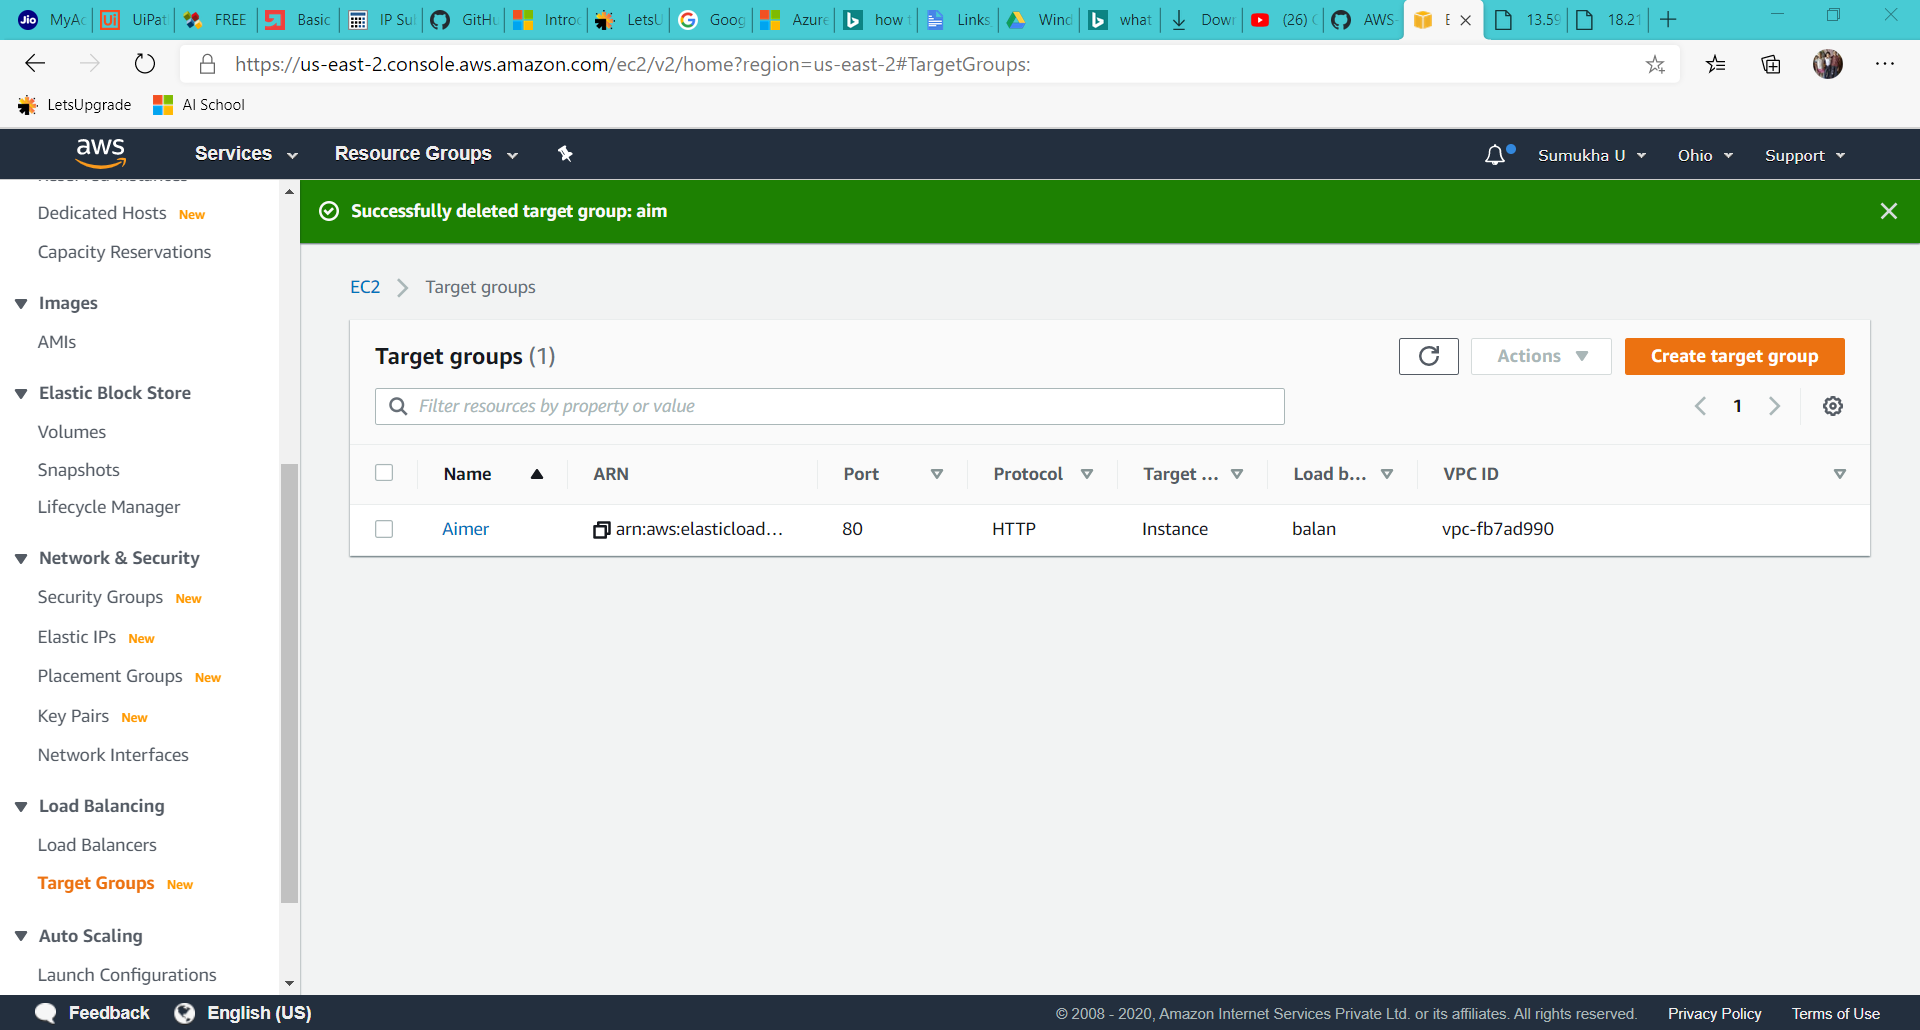 Jio MyAc Ui UiPat FREE Basic IP Su GitHu Introc LetsU Goog Azure how t Links Wind what Dow (26) AWS- E 13.59 18.21
https://us-east-2.console.aws.amazon.com/ec2/v2/home?region=us-east-2#TargetGroups:
LetsUpgrade AI School
aws Services Resource Groups Sumukha U Ohio Support
Reserved Instances
Dedicated Hosts New
Capacity Reservations
Images
AMIs
Elastic Block Store
Volumes
Snapshots
Lifecycle Manager
Network & Security
Security Groups New
Elastic IPs New
Placement Groups New
Key Pairs New
Network Interfaces
Load Balancing
Load Balancers
Target Groups New
Auto Scaling
Launch Configurations
Successfully deleted target group: aim
EC2 Target groups
Target groups (1) Actions Create target group
Filter resources by property or value 1
Name ARN Port Protocol Target ... Load b... VPC ID
Aimer arn:aws:elasticload... 80 HTTP Instance balan vpc-fb7ad990
Feedback English (US) © 2008 - 2020, Amazon Internet Services Private Ltd. or its affiliates. All rights reserved. Privacy Policy Terms of Use